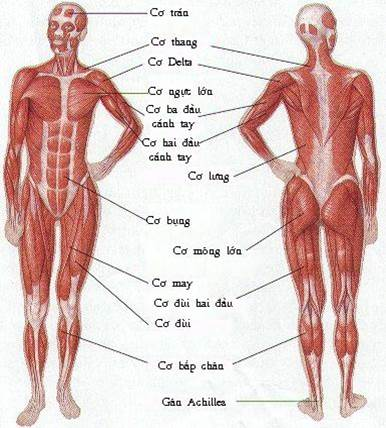 Cơ trán
Cơ thang
Cơ Delta
Cơ ngực lớn
Cơ ba đầu
cánh tay
Cơ hai đầu
cánh tay
Cơ lưng
Cơ bụng
Cơ mông lớn
Cơ may
Cơ đùi hai đầu
Cơ đùi
Cơ bắp chân
Gân Achilles